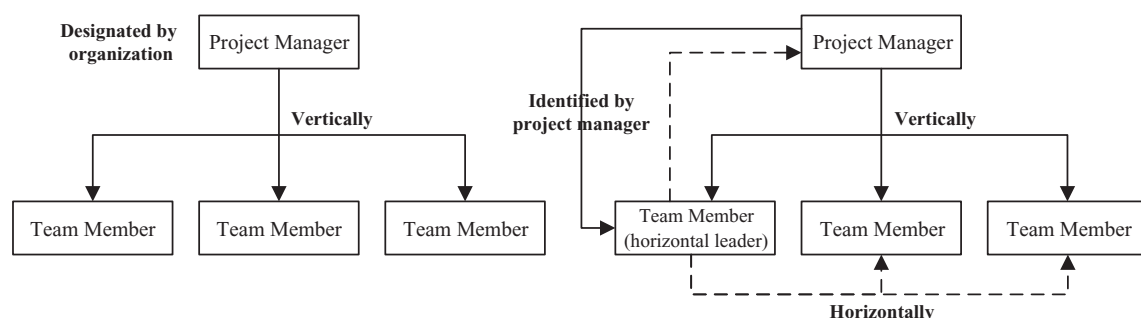 Designated by
organization
Project Manager
Vertically
Team Member
Team Member
Team Member
Project Manager
Identified by
project manager
Vertically
Team Member
(horizontal leader)
Team Member
Team Member
Horizontally